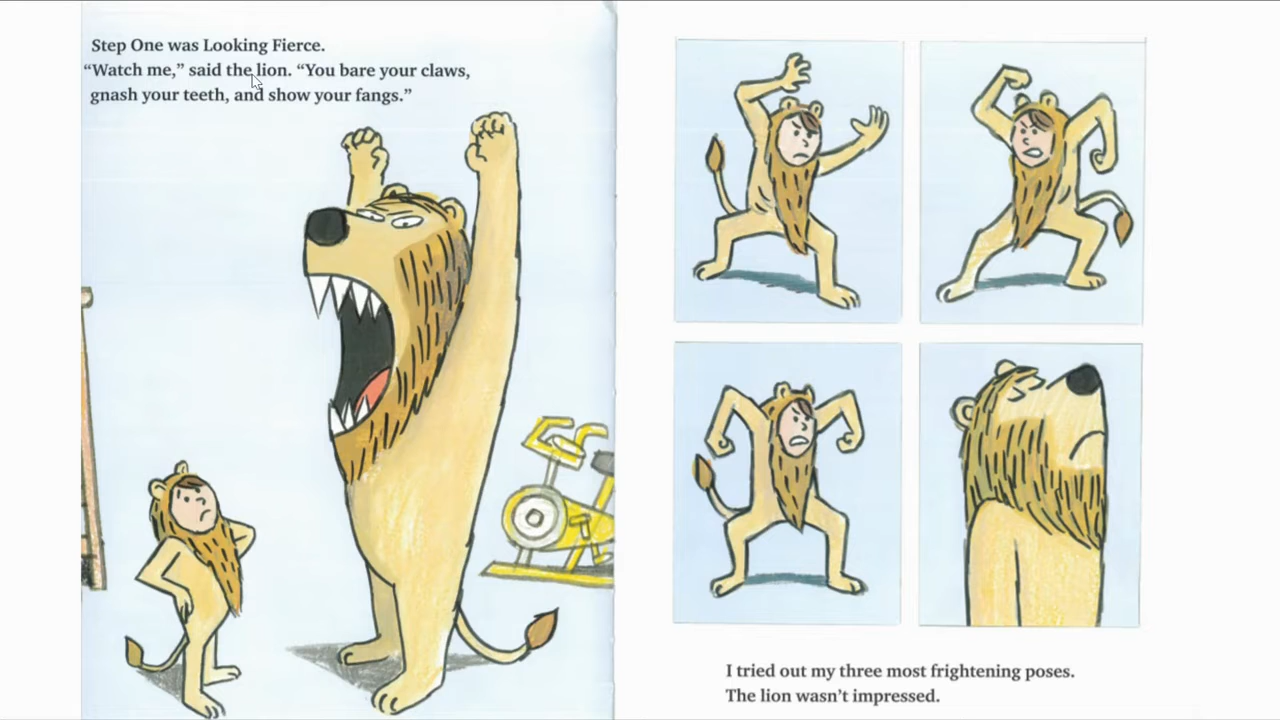 Step One was Looking Fierce.
“Watch me,” said the lion. “You bare your claws,
gnash your teeth, and show your fangs.”
I tried out my three most frightening poses.
The lion wasn’t impressed.